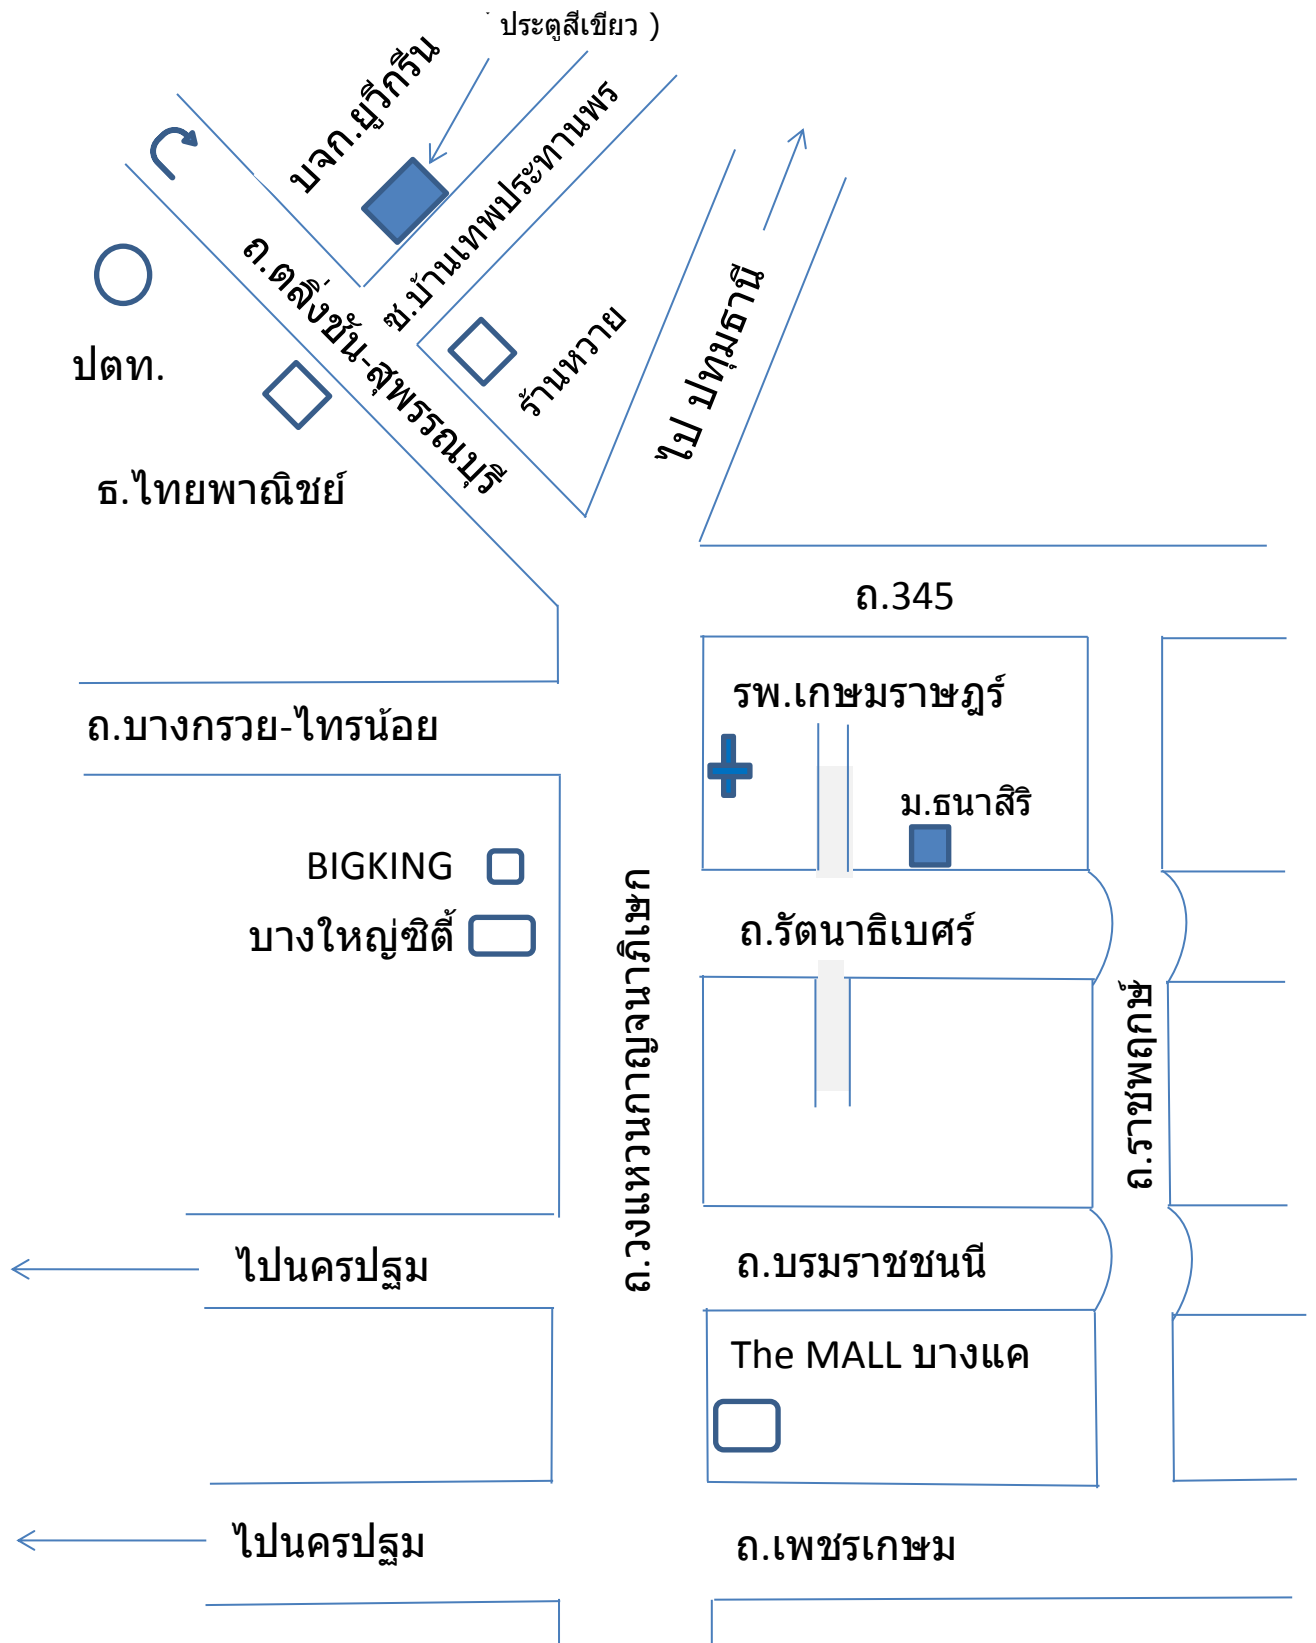 ( ประตูสีเขียว )
บจก.ยูวีกรีน
ซ.บ้านเทพประทานพร
ถ.ตลิ่งชัน-สุพรรณบุรี
ไป ปทุมธานี
ร้านหวาย
ปตท.
ธ.ไทยพาณิชย์
ถ.345
รพ.เกษมราษฎร์
ถ.บางกรวย-ไทรน้อย
ม.ธนาสิริ
BIGKING
บางใหญ่ซิตี้
ถ.วงแหวนกาญจนาภิเษก
ถ.รัตนาธิเบศร์
ถ.ราชพฤกษ์
ไปนครปฐม
ถ.บรมราชชนนี
The MALL บางแค
ไปนครปฐม
ถ.เพชรเกษม